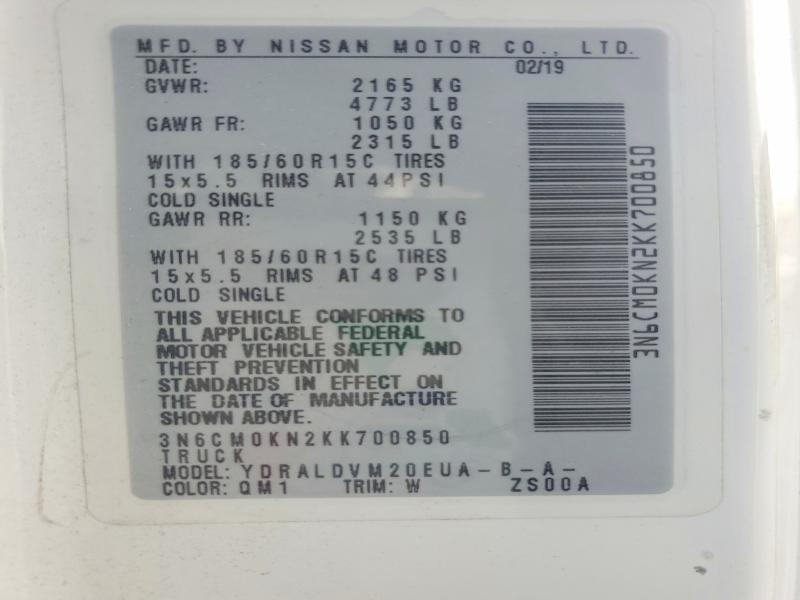 MFD. BY NISSAN MOTOR CO., LTD.
DATE: 02/19
GVWR: 2165 KG
4773 LB
GAWR FR: 1050 KG
2315 LB
WITH 185/60R15C TIRES
15x5.5 RIMS AT 44PSI
COLD SINGLE
GAWR RR: 1150 KG
2535 LB
WITH 185/60R15C TIRES
15x5.5 RIMS AT 48 PSI
COLD SINGLE
THIS VEHICLE CONFORMS TO
ALL APPLICABLE FEDERAL
MOTOR VEHICLE SAFETY AND
THEFT PREVENTION
STANDARDS IN EFFECT ON
THE DATE OF MANUFACTURE
SHOWN ABOVE.
3N6CM0KN2KK700850
TRUCK
MODEL: YDRALDVM20EUA-B-A-
COLOR: QM1 TRIM: W ZS00A
3N6CM0KN2KK700850